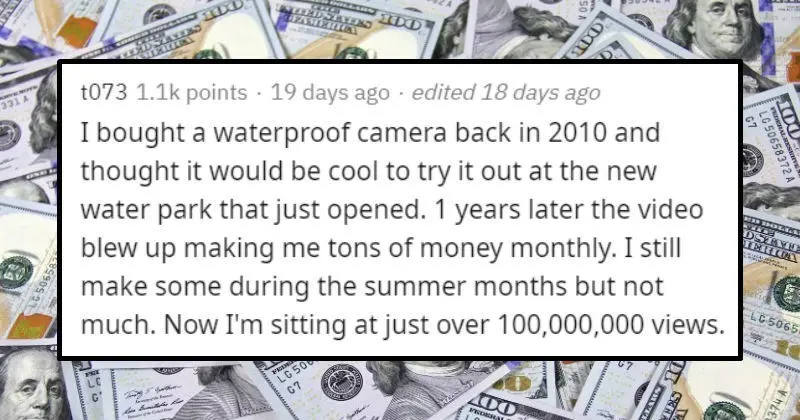 t073 1.1k points · 19 days ago · edited 18 days ago
I bought a waterproof camera back in 2010 and
thought it would be cool to try it out at the new
water park that just opened. 1 years later the video
blew up making me tons of money monthly. I still
make some during the summer months but not
much. Now I'm sitting at just over 100,000,000 views.